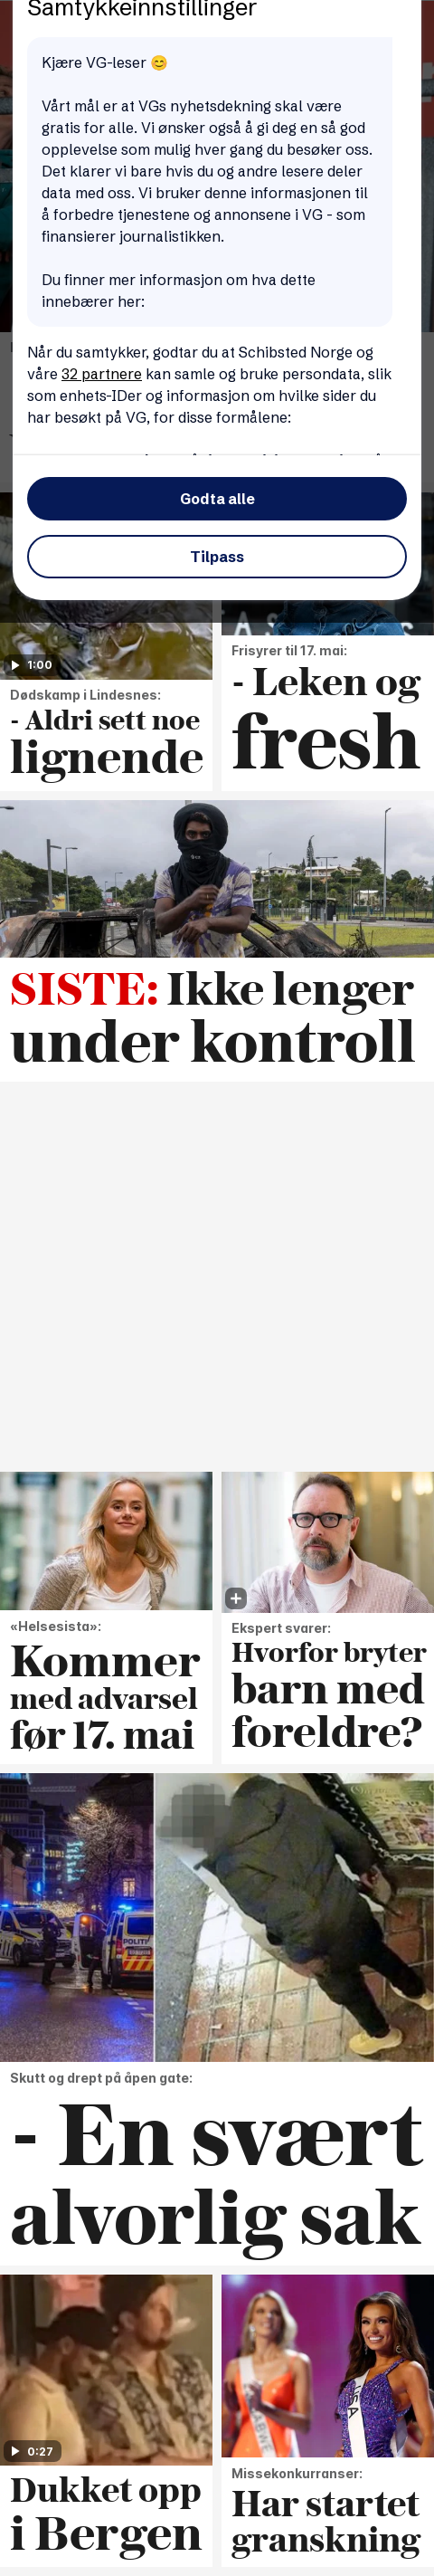 Samtykkeinnstillinger
Kjære VG-leser 😊
Vårt mål er at VGs nyhetsdekning skal være
gratis for alle. Vi ønsker også å gi deg en så god
opplevelse som mulig hver gang du besøker oss.
Det klarer vi bare hvis du og andre lesere deler
data med oss. Vi bruker denne informasjonen til
å forbedre tjenestene og annonsene i VG - som
finansierer journalistikken.
Du finner mer informasjon om hva dette
innebærer her:
Når du samtykker, godtar du at Schibsted Norge og
våre 32 partnere kan samle og bruke persondata, slik
som enhets-IDer og informasjon om hvilke sider du
har besøkt på VG, for disse formålene:
Godta alle
Tilpass
1:00
Dødskamp i Lindesnes:
- Aldri sett noe
lignende
Frisyrer til 17. mai:
- Leken og
fresh
SISTE: Ikke lenger
under kontroll
«Helsesista»:
Kommer
med advarsel
før 17. mai
Ekspert svarer:
Hvorfor bryter
barn med
foreldre?
Skutt og drept på åpen gate:
- En svært
alvorlig sak
0:27
Dukket opp
i Bergen
USA
Missekonkurranser:
Har startet
granskning